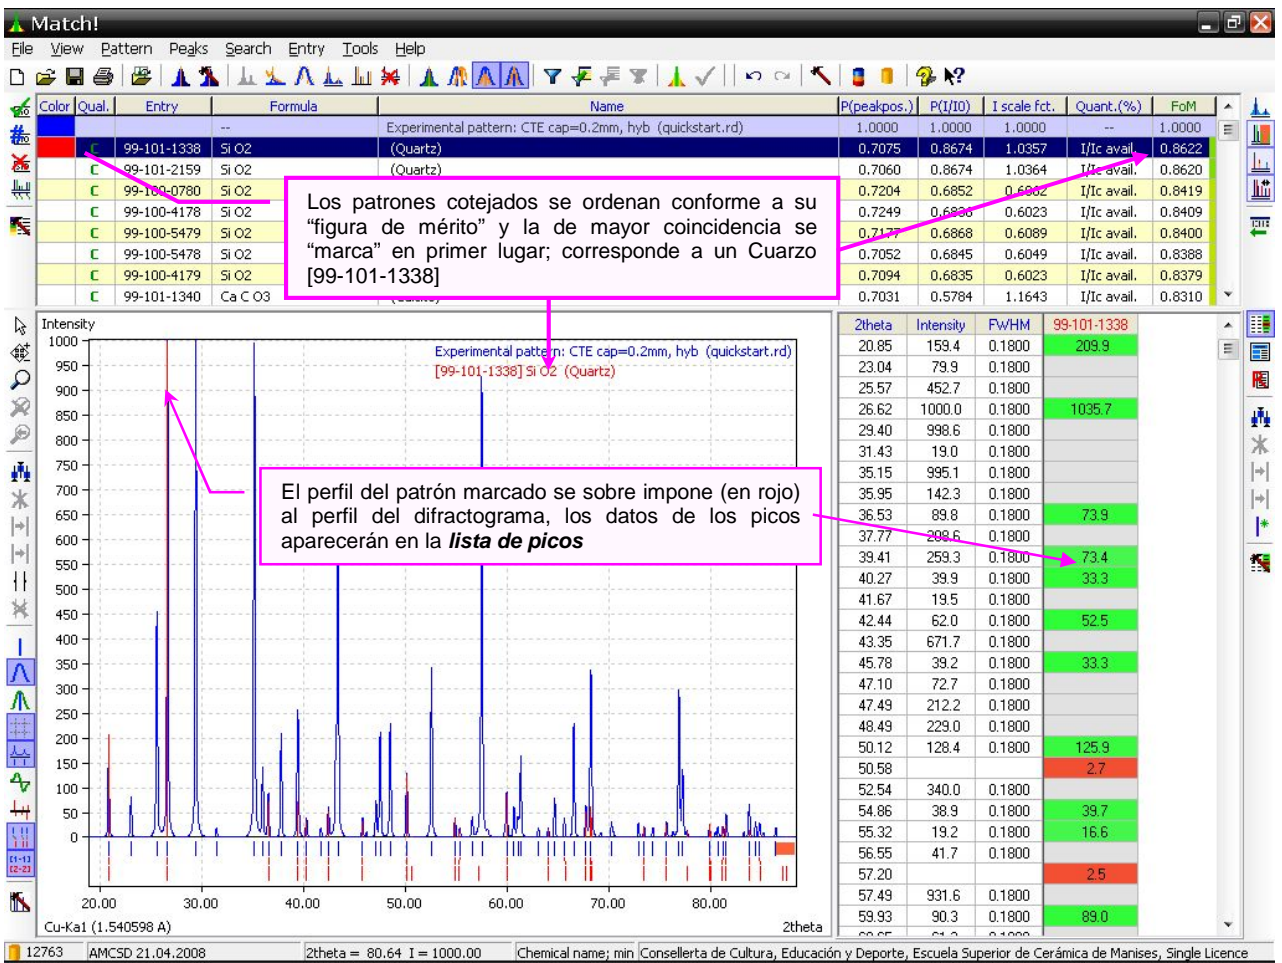 Match!
File View Pattern Peaks Search Entry Tools Help
Color Qual. Entry Formula Name P(peakpos.) P(I/I0) I scale fct. Quant.(%) FoM
-- Experimental pattern: CTE cap=0.2mm, hyb (quickstart.rd) 1.0000 1.0000 1.0000 -- 1.0000
C 99-101-1338 Si O2 (Quartz) 0.7075 0.8674 1.0357 I/Ic avail. 0.8622
C 99-101-2159 Si O2 (Quartz) 0.7060 0.8674 1.0364 I/Ic avail. 0.8620
C 99-100-0780 Si O2 0.7204 0.6852 I/Ic avail. 0.8419
C 99-100-4178 Si O2 0.7249 0.6836 0.6023 I/Ic avail. 0.8409
C 99-100-5479 Si O2 0.7177 0.6868 0.6089 I/Ic avail. 0.8400
C 99-100-5478 Si O2 0.7052 0.6845 0.6049 I/Ic avail. 0.8388
C 99-100-4179 Si O2 0.7094 0.6835 0.6023 I/Ic avail. 0.8379
C 99-101-1340 Ca C O3 0.7031 0.5784 1.1643 I/Ic avail. 0.8310
Los patrones cotejados se ordenan conforme a su
“figura de mérito” y la de mayor coincidencia se
“marca” en primer lugar; corresponde a un Cuarzo
[99-101-1338]
Intensity
Experimental pattern: CTE cap=0.2mm, hyb (quickstart.rd)
[99-101-1338] Si O2 (Quartz)
1000
950
900
850
800
750
700
650
600
550
500
450
400
350
300
250
200
150
100
50
0
El perfil del patrón marcado se sobre impone (en rojo)
al perfil del difractograma, los datos de los picos
aparecerán en la lista de picos
20.00 30.00 40.00 50.00 60.00 70.00 80.00
Cu-Ka1 (1.540598 A) 2theta
2theta Intensity FWHM 99-101-1338
20.85 159.4 0.1800 209.9
23.04 79.9 0.1800
25.57 452.7 0.1800
26.62 1000.0 0.1800 1035.7
29.40 998.6 0.1800
31.43 19.0 0.1800
35.15 995.1 0.1800
35.95 142.3 0.1800
36.53 89.8 0.1800 73.9
37.77 208.6 0.1800
39.41 259.3 0.1800 73.4
40.27 39.9 0.1800 33.3
41.67 19.5 0.1800
42.44 62.0 0.1800 52.5
43.35 671.7 0.1800
45.78 39.2 0.1800 33.3
47.10 72.7 0.1800
47.49 212.2 0.1800
48.49 229.0 0.1800
50.12 128.4 0.1800 125.9
50.58 2.7
52.54 340.0 0.1800
54.86 38.9 0.1800 39.7
55.32 19.2 0.1800 16.6
56.55 41.7 0.1800
57.20 2.5
57.49 931.6 0.1800
59.93 90.3 0.1800 89.0
12763 AMCSD 21.04.2008 2theta = 80.64 I = 1000.00 Chemical name; min Consellerta de Cultura, Educación y Deporte, Escuela Superior de Cerámica de Manises, Single Licence